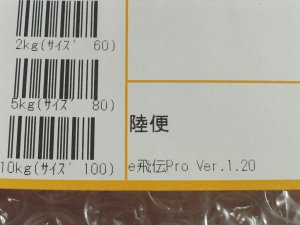 2kg(ｻｲｽﾞ 60)
5kg(ｻｲｽﾞ 80)
10kg(ｻｲｽﾞ 100)
陸便
e飛伝Pro Ver.1.20